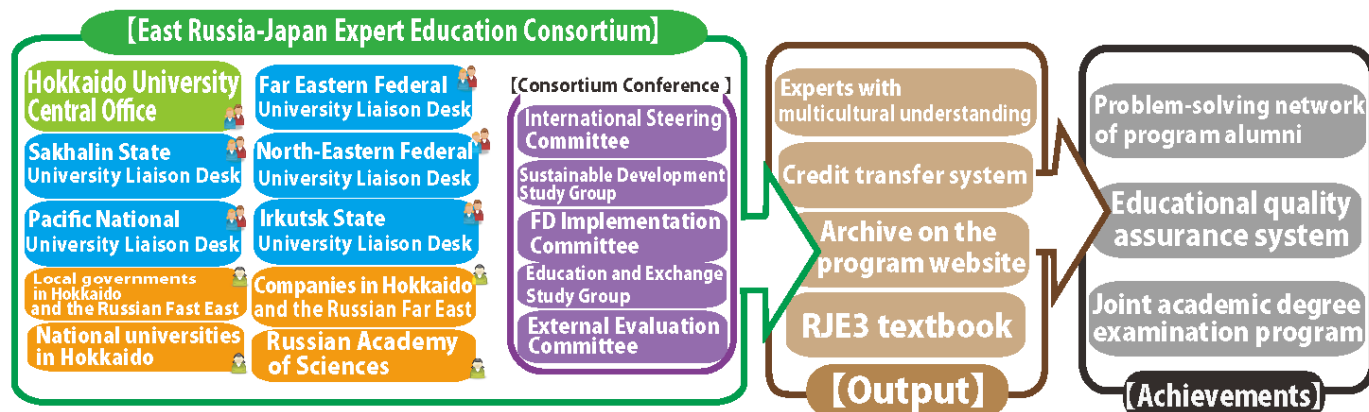 【East Russia-Japan Expert Education Consortium】
Hokkaido University
Central Office
Far Eastern Federal
University Liaison Desk
Sakhalin State
University Liaison Desk
North-Eastern Federal
University Liaison Desk
Pacific National
University Liaison Desk
Irkutsk State
University Liaison Desk
Local governments
in Hokkaido
and the Russian Fast East
Companies in Hokkaido
and the Russian Far East
National universities
in Hokkaido
Russian Academy
of Sciences
【Consortium Conference】
International Steering
Committee
Sustainable Development
Study Group
FD Implementation
Committee
Education and Exchange
Study Group
External Evaluation
Committee
Experts with
multicultural understanding
Credit transfer system
Archive on the
program website
RJE3 textbook
【Output】
Problem-solving network
of program alumni
Educational quality
assurance system
Joint academic degree
examination program
【Achievements】